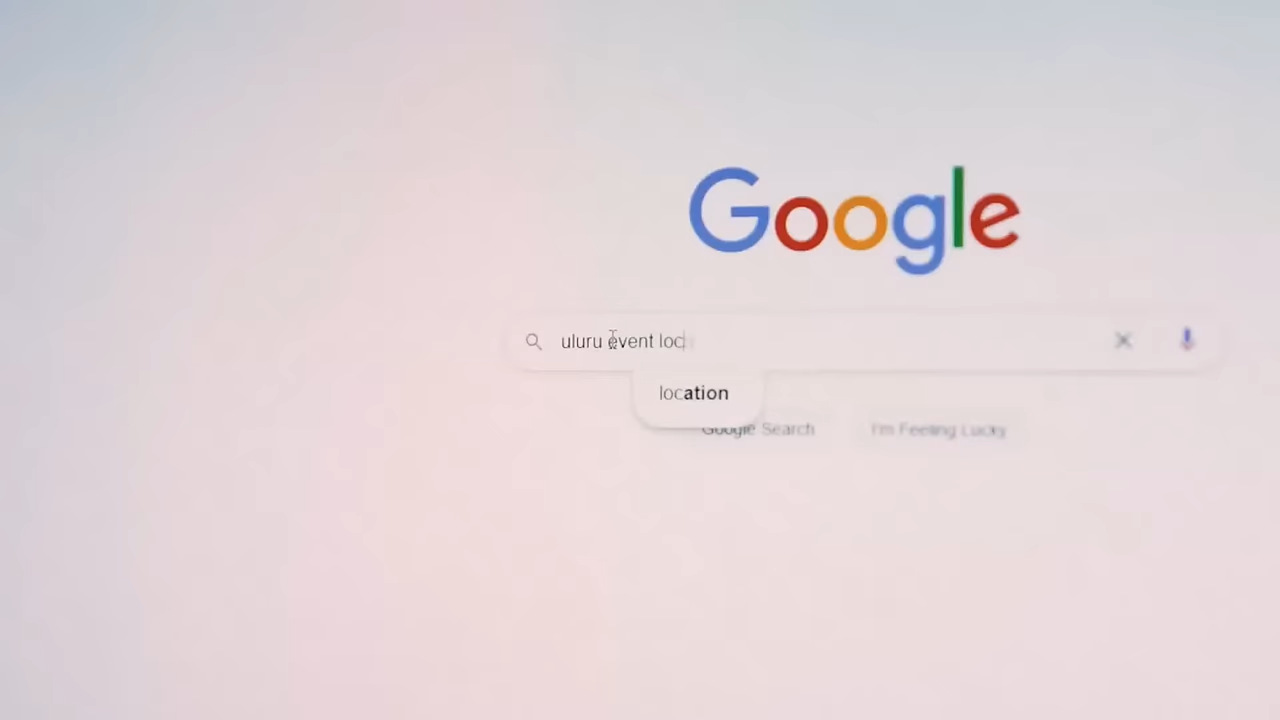 Google
uluru event loc
location
Google Search
I'm Feeling Lucky